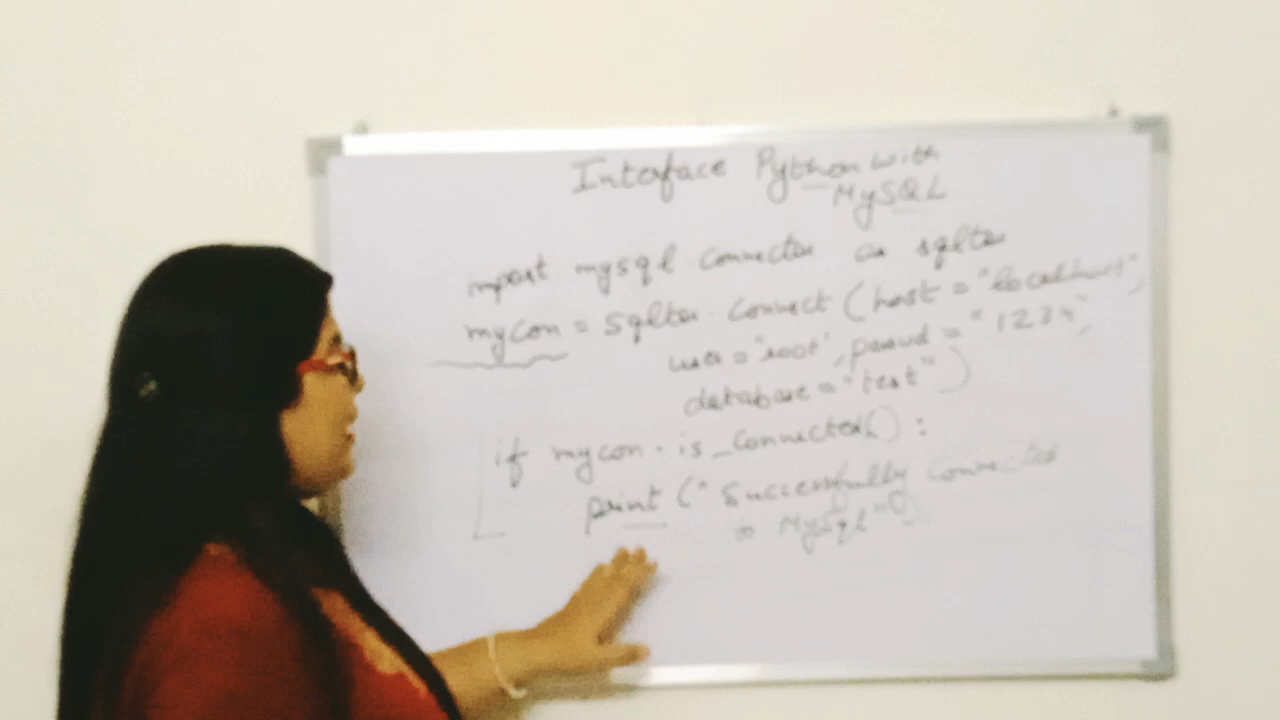 Interface Python with
MySQL
import mysql connector as sqltor
mycon = sqltor connect (host = "localhost",
user = "root", passwd = "1234",
database = "test")
if mycon. is_connected() :
print (" Successfully connected
to MySql").